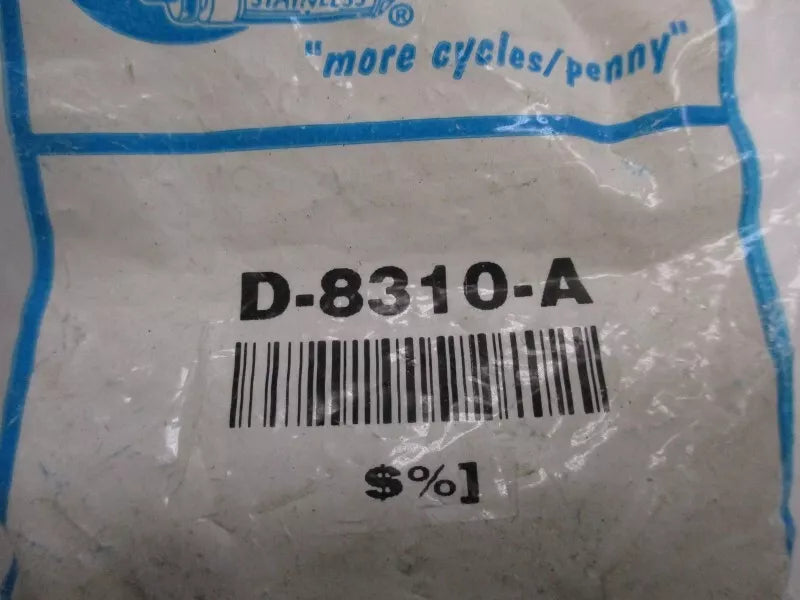 STAINLESS
®
"more cycles/penny"
D-8310-A
$%]